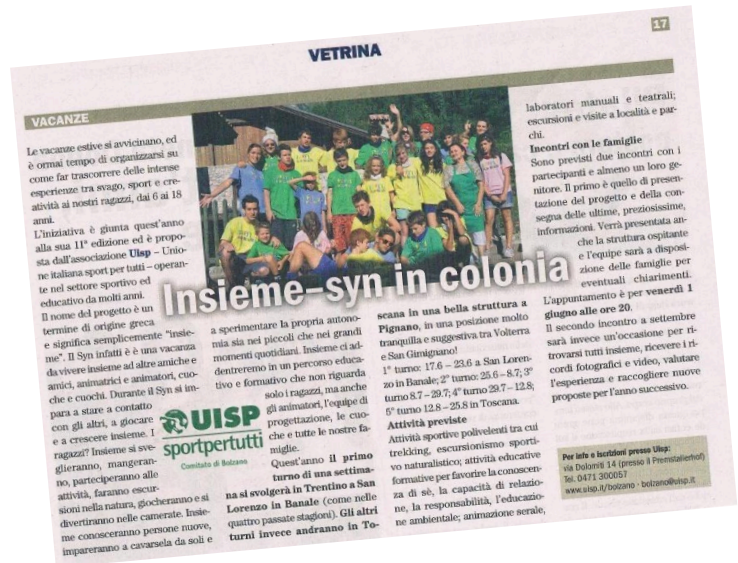 17
VETRINA
VACANZE
Insieme-syn in colonia
Le vacanze estive si avvicinano, ed
è ormai tempo di organizzarsi su
come far trascorrere delle intense
esperienze tra svago, sport e cre-
atività ai nostri ragazzi, dai 6 ai 18
anni.
L'iniziativa è giunta quest'anno
alla sua 11ª edizione ed è propo-
sta dall'associazione Uisp – Unio-
ne italiana sport per tutti – operan-
te nel settore sportivo ed
educativo da molti anni.
Il nome del progetto è un
termine di origine greca
e significa semplicemente "insie-
me". Il Syn infatti è è una vacanza
da vivere insieme ad altre amiche e
amici, animatrici e animatori, cuo-
che e cuochi. Durante il Syn si im-
para a stare a contatto
con gli altri, a giocare
e a crescere insieme. I
ragazzi? Insieme si sve-
glieranno, mangeran-
no, parteciperanno alle
attività, faranno escur-
sioni nella natura, giocheranno e si
divertiranno nelle camerate. Insie-
me conosceranno persone nuove,
impareranno a cavarsela da soli e
UISP
sportpertutti
Comitato di Bolzano
a sperimentare la propria autono-
mia sia nei piccoli che nei grandi
momenti quotidiani. Insieme ci ad-
dentreremo in un percorso educa-
tivo e formativo che non riguarda
solo i ragazzi, ma anche
gli animatori, l'equipe di
progettazione, le cuo-
che e tutte le nostre fa-
miglie.
Quest'anno il primo
turno di una settima-
na si svolgerà in Trentino a San
Lorenzo in Banale (come nelle
quattro passate stagioni). Gli altri
turni invece andranno in To-
scana in una bella struttura a
Pignano, in una posizione molto
tranquilla e suggestiva tra Volterra
e San Gimignano!
1° turno: 17.6 – 23.6 a San Loren-
zo in Banale; 2° turno: 25.6 – 8.7; 3°
turno 8.7 – 29.7; 4° turno 29.7 – 12.8;
5° turno 12.8 – 25.8 in Toscana.
Attività previste
Attività sportive polivelenti tra cui
trekking, escursionismo sporti-
vo naturalistico; attività educative
formative per favorire la conoscen-
za di sè, la capacità di relazio-
ne, la responsabilità, l'educazio-
ne ambientale; animazione serale,
laboratori manuali e teatrali;
escursioni e visite a località e par-
chi.
Incontri con le famiglie
Sono previsti due incontri con i
partecipanti e almeno un loro ge-
nitore. Il primo è quello di presen-
tazione del progetto e della con-
segna delle ultime, preziosissime,
informazioni. Verrà presentata an-
che la struttura ospitante
e l'equipe sarà a disposi-
zione delle famiglie per
eventuali chiarimenti.
L'appuntamento è per venerdì 1
giugno alle ore 20.
Il secondo incontro a settembre
sarà invece un'occasione per ri-
trovarsi tutti insieme, ricevere i ri-
cordi fotografici e video, valutare
l'esperienza e raccogliere nuove
proposte per l'anno successivo.
Per info e iscrizioni presso Uisp:
via Dolomiti 14 (presso il Premstallerhof)
Tel. 0471 300057
www.uisp.it/bolzano - bolzano@uisp.it